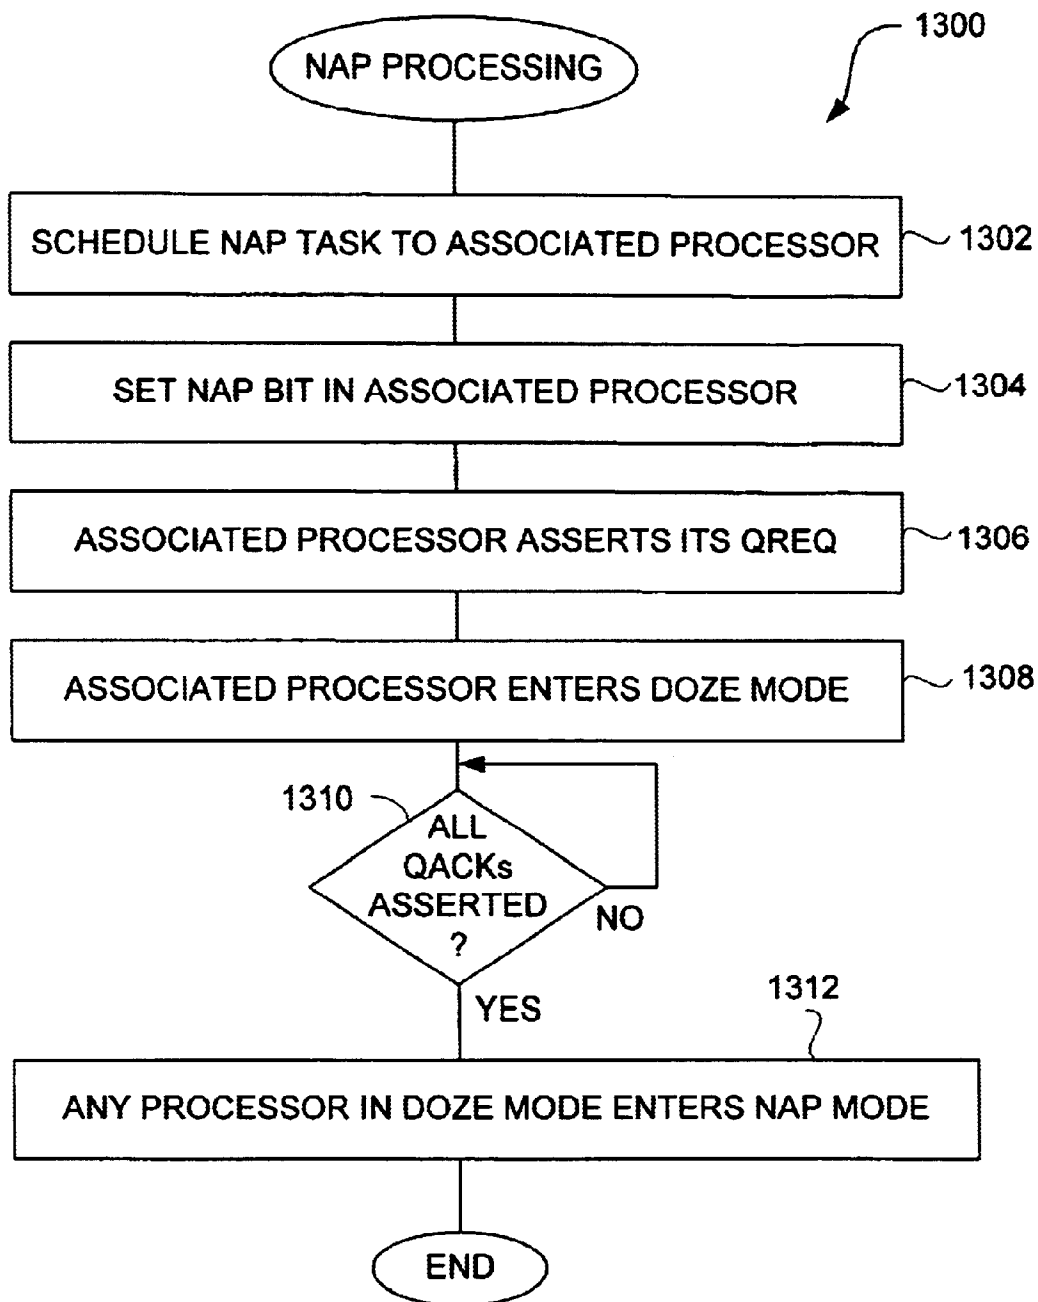 1300
NAP PROCESSING
SCHEDULE NAP TASK TO ASSOCIATED PROCESSOR
1302
SET NAP BIT IN ASSOCIATED PROCESSOR
1304
ASSOCIATED PROCESSOR ASSERTS ITS QREQ
1306
ASSOCIATED PROCESSOR ENTERS DOZE MODE
1308
1310
ALL
QACKs
ASSERTED
?
NO
YES
1312
ANY PROCESSOR IN DOZE MODE ENTERS NAP MODE
END